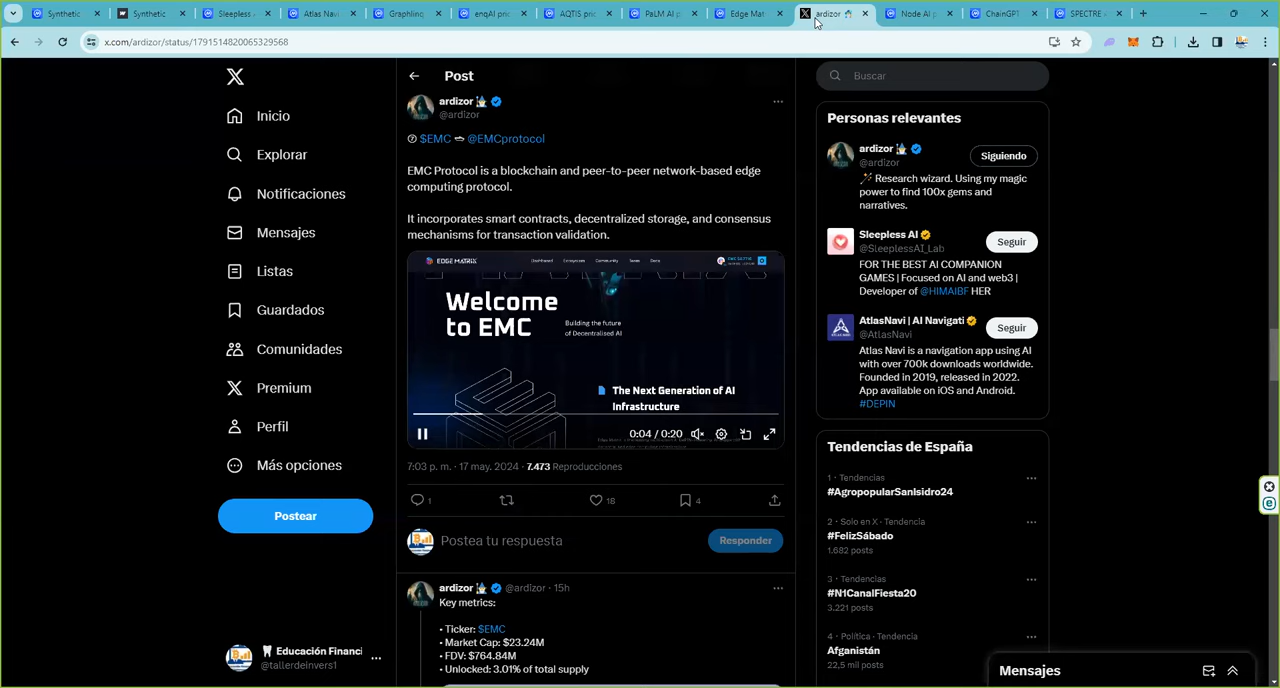 Synthetic
Synthetic
Sleepless A
Atlas Navi
Graphlinq
enqAI pric
AQTIS pric
PaLM AI p
Edge Mat
ardizor
Node AI p
ChainGPT
SPECTRE
x.com/ardizor/status/1791514820065329568
Inicio
Explorar
Notificaciones
Mensajes
Listas
Guardados
Comunidades
Premium
Perfil
Más opciones
Postear
Educación Financi
@tallerdeinvers1
Post
ardizor
@ardizor
$EMC @EMCprotocol
EMC Protocol is a blockchain and peer-to-peer network-based edge
computing protocol.
It incorporates smart contracts, decentralized storage, and consensus
mechanisms for transaction validation.
EDGE MATRIX
Dashboard Ecosystem Community News Docs
Welcome
to EMC
Building the future
of Decentralised AI
The Next Generation of AI
Infrastructure
0:04 / 0:20
7:03 p. m. · 17 may. 2024 · 7.473 Reproducciones
1
18
4
Postea tu respuesta
Responder
ardizor @ardizor · 15h
Key metrics:
• Ticker: $EMC
• Market Cap: $23.24M
• FDV: $764.84M
• Unlocked: 3.01% of total supply
Buscar
Personas relevantes
ardizor
@ardizor
Siguiendo
Research wizard. Using my magic
power to find 100x gems and
narratives.
Sleepless AI
@SleeplessAI_Lab
Seguir
FOR THE BEST AI COMPANION
GAMES | Focused on AI and web3 |
Developer of @HIMAIBF HER
AtlasNavi | AI Navigati
@AtlasNavi
Seguir
Atlas Navi is a navigation app using AI
with over 700k downloads worldwide.
Founded in 2019, released in 2022.
App available on iOS and Android.
#DEPIN
Tendencias de España
1 · Tendencias
#AgropopularSanIsidro24
2 · Solo en X · Tendencia
#FelizSábado
1.682 posts
3 · Tendencias
#N1CanalFiesta20
3.221 posts
4 · Política · Tendencia
Afganistán
22,5 mil posts
Mensajes